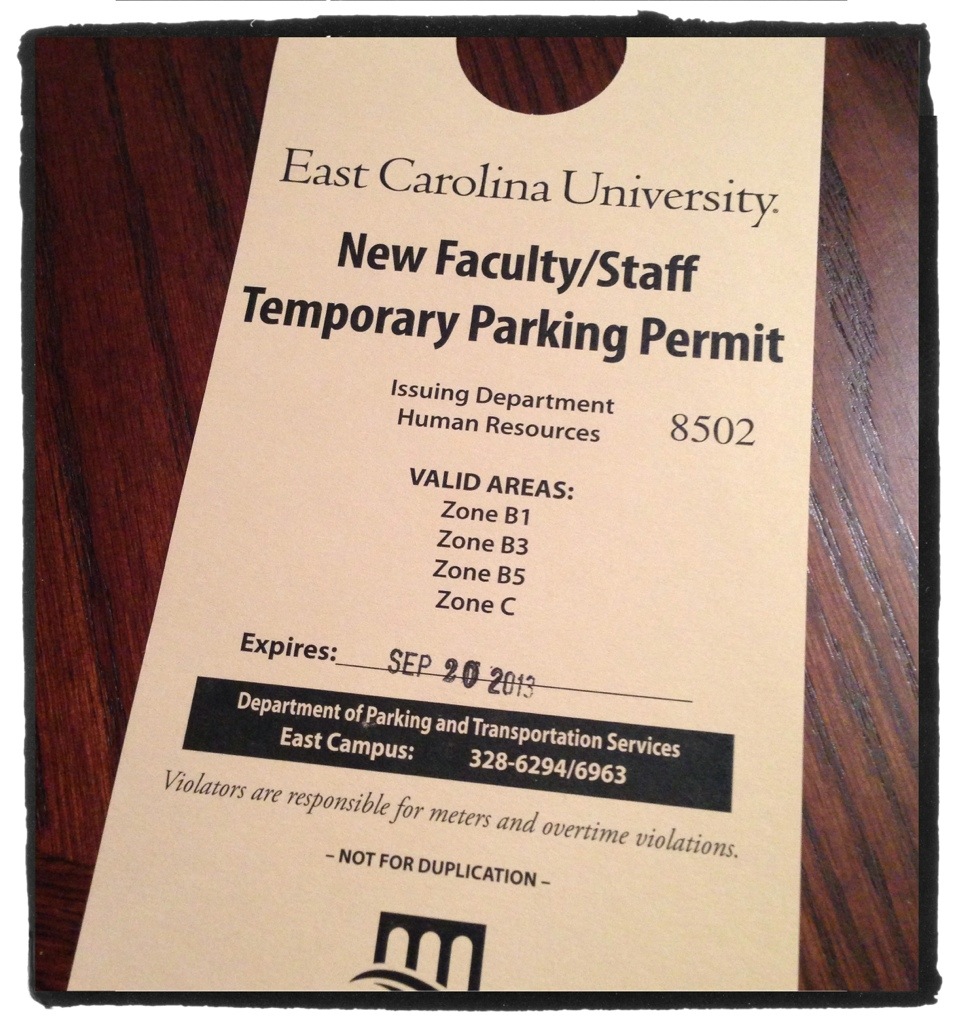 East Carolina University.
New Faculty/Staff
Temporary Parking Permit
Issuing Department
Human Resources 8502
VALID AREAS:
Zone B1
Zone B3
Zone B5
Zone C
Expires: SEP 20 2013
Department of Parking and Transportation Services
East Campus: 328-6294/6963
Violators are responsible for meters and overtime violations.
– NOT FOR DUPLICATION –